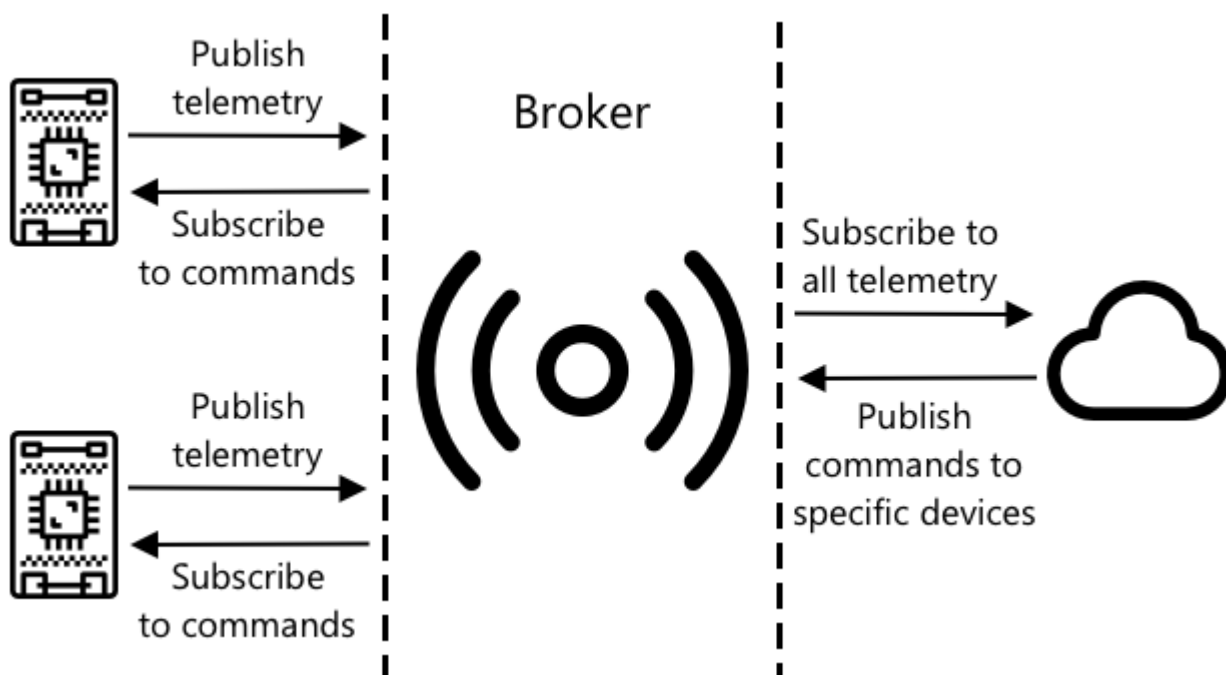 Publish
telemetry
Subscribe
to commands
Publish
telemetry
Subscribe
to commands
Broker
Subscribe to
all telemetry
Publish
commands to
specific devices